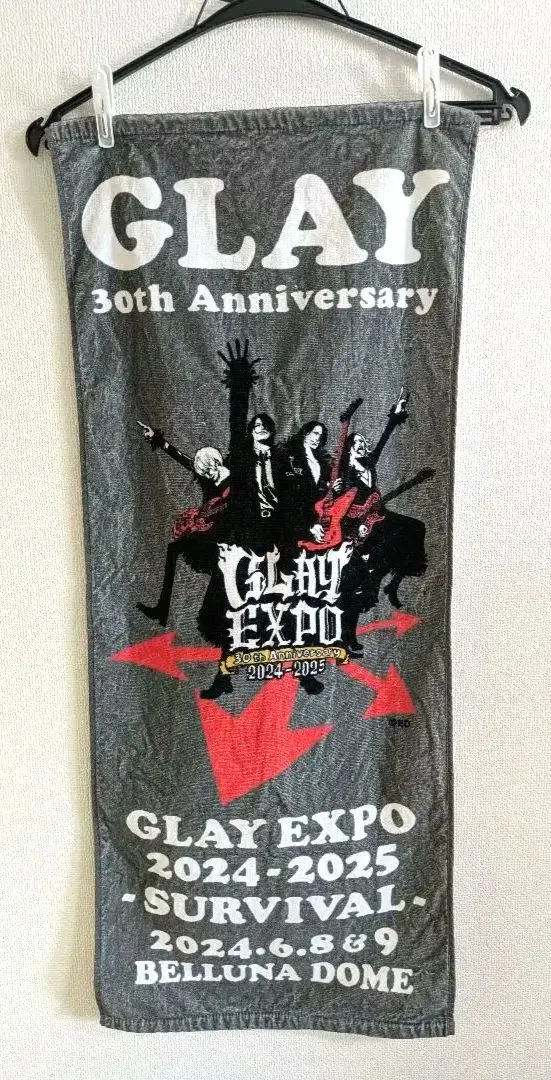 GLAY
30th Anniversary
GLAY
EXPO
30th Anniversary
2024-2025
GLAY EXPO
2024-2025
-SURVIVAL-
2024.6.8&9
BELLUNA DOME